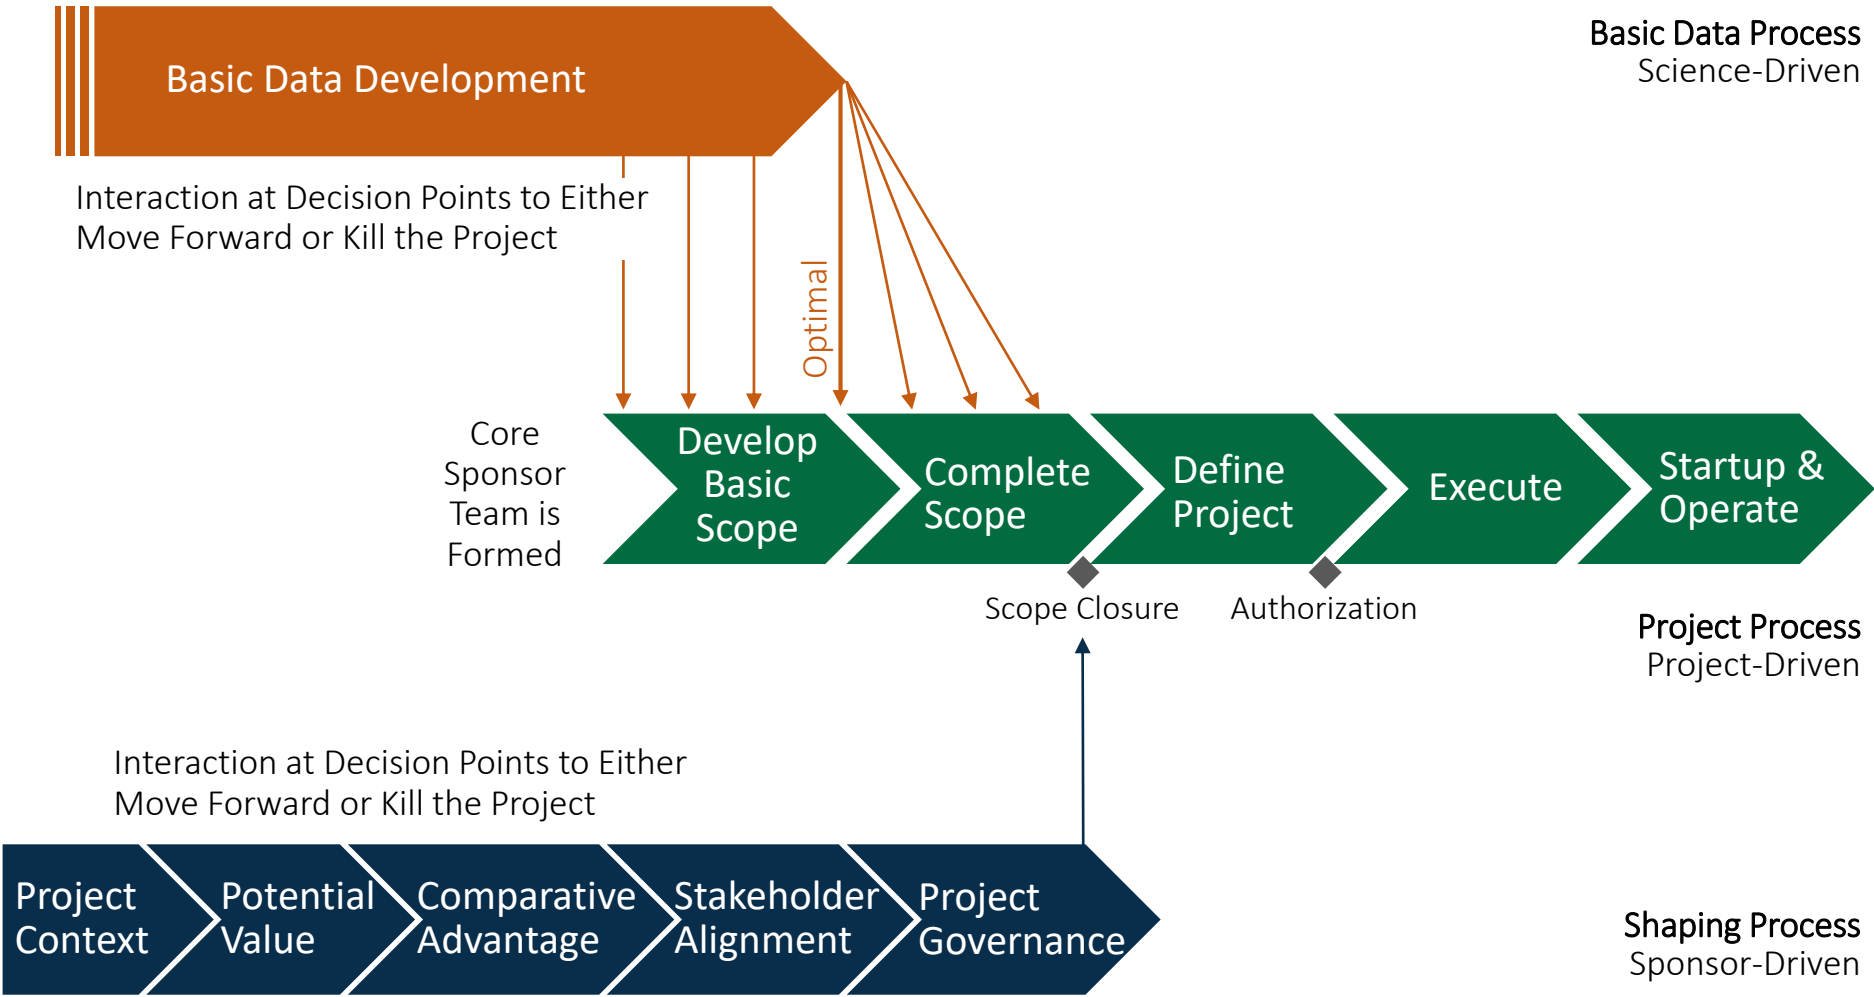 Basic Data Development
Basic Data Process
Science-Driven
Interaction at Decision Points to Either
Move Forward or Kill the Project
Optimal
Core
Sponsor
Team is
Formed
Develop
Basic
Scope
Complete
Scope
Define
Project
Execute
Startup &
Operate
Scope Closure
Authorization
Project Process
Project-Driven
Interaction at Decision Points to Either
Move Forward or Kill the Project
Project
Context
Potential
Value
Comparative
Advantage
Stakeholder
Alignment
Project
Governance
Shaping Process
Sponsor-Driven